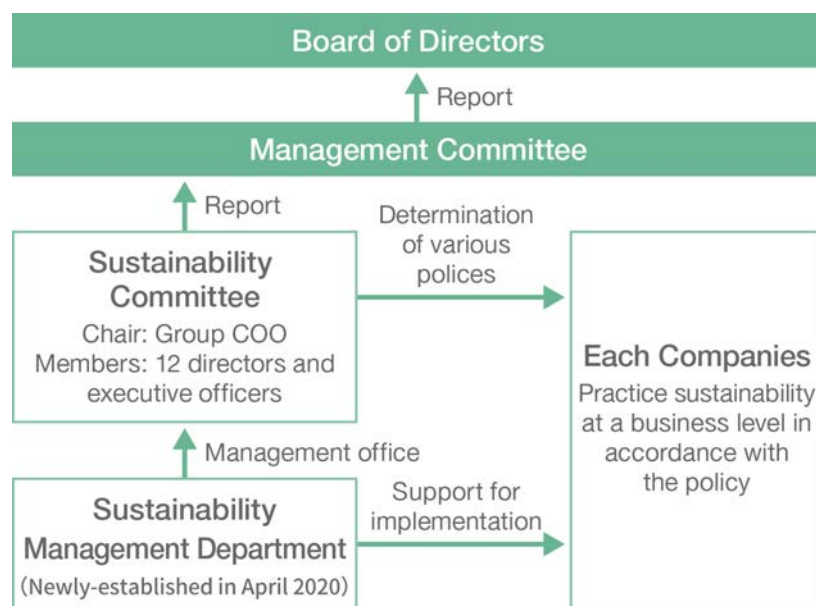 Board of Directors
Report
Management Committee
Report
Determination
of various
polices
Sustainability
Committee
Chair: Group COO
Members: 12 directors and
executive officers
Each Companies
Practice sustainability
at a business level in
accordance with
the policy
Management office
Support for
implementation
Sustainability
Management Department
(Newly-established in April 2020)